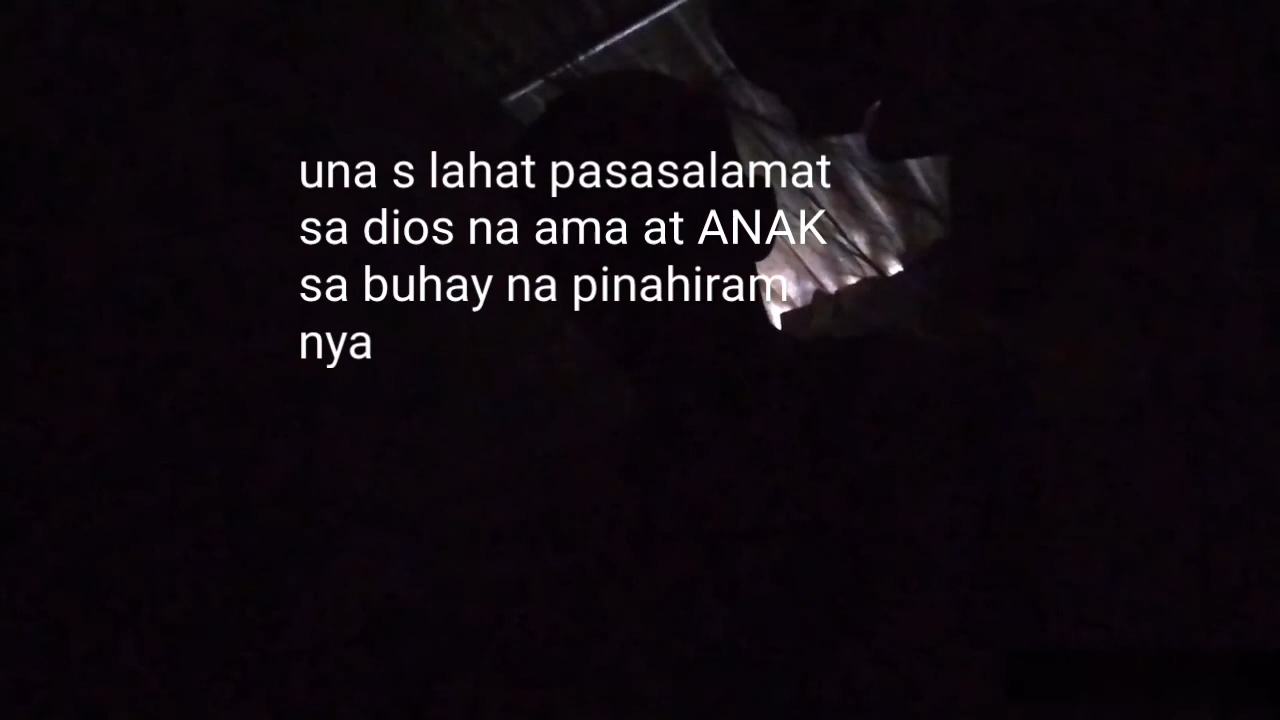 una s lahat pasasalamat
sa dios na ama at ANAK
sa buhay na pinahiram
nya